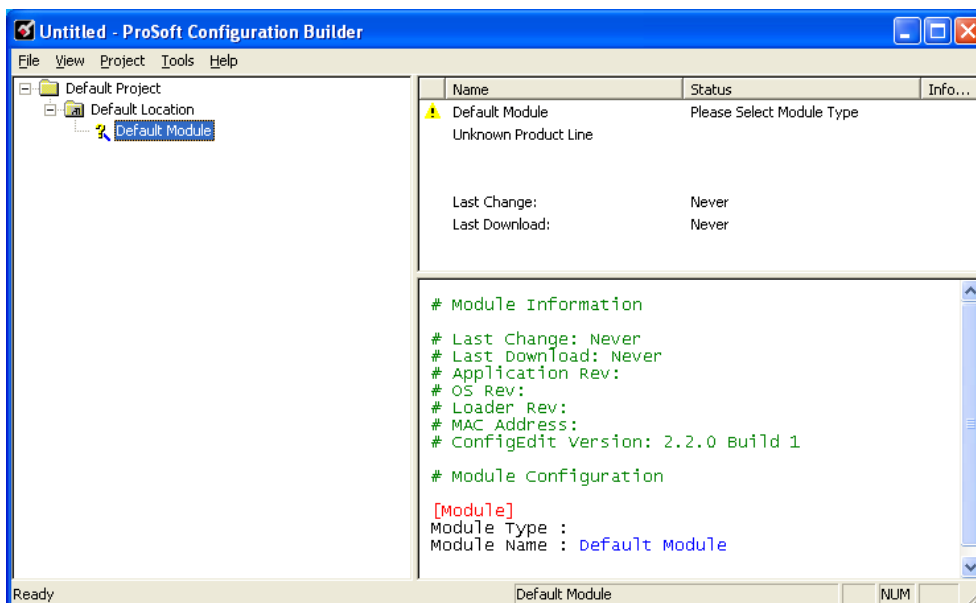 Untitled - ProSoft Configuration Builder
File View Project Tools Help
Default Project
Default Location
Default Module
Name Status Info...
Default Module Please Select Module Type
Unknown Product Line
Last Change: Never
Last Download: Never
# Module Information
# Last Change: Never
# Last Download: Never
# Application Rev:
# OS Rev:
# Loader Rev:
# MAC Address:
# ConfigEdit Version: 2.2.0 Build 1
# Module Configuration
[Module]
Module Type :
Module Name : Default Module
Ready Default Module NUM